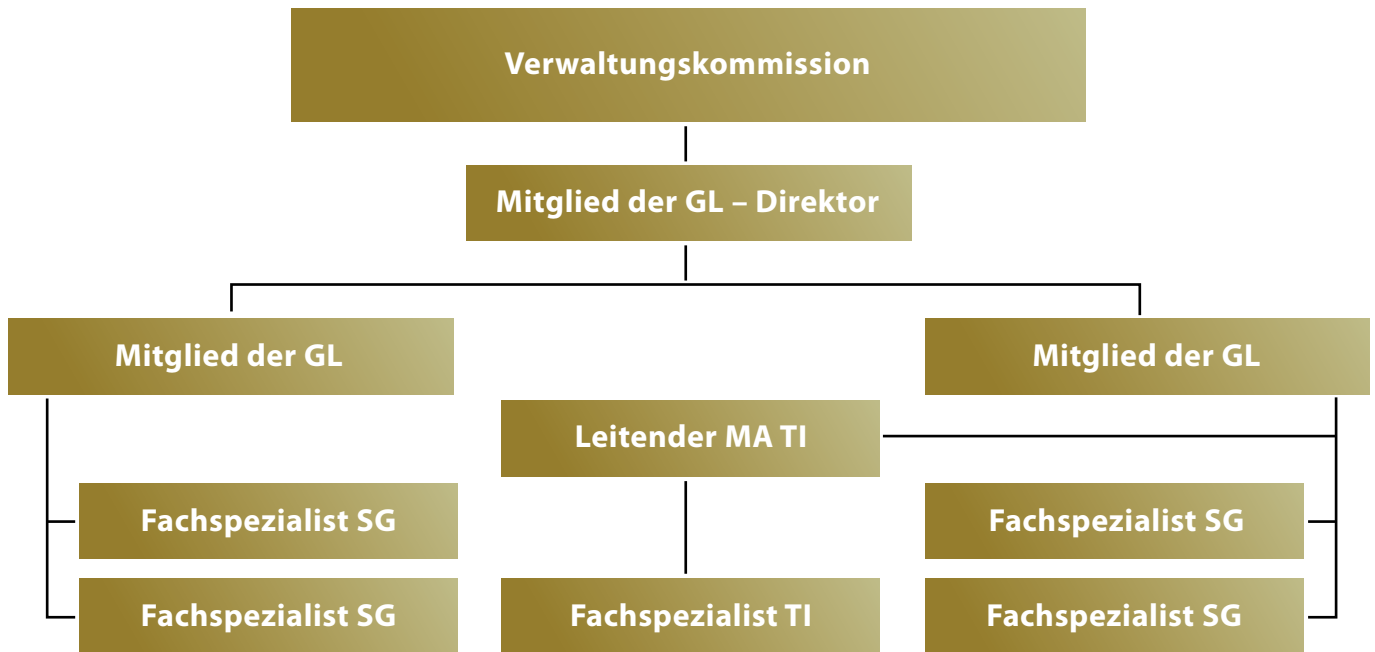 Verwaltungskommission
Mitglied der GL – Direktor
Mitglied der GL
Mitglied der GL
Leitender MA TI
Fachspezialist SG
Fachspezialist SG
Fachspezialist SG
Fachspezialist TI
Fachspezialist SG